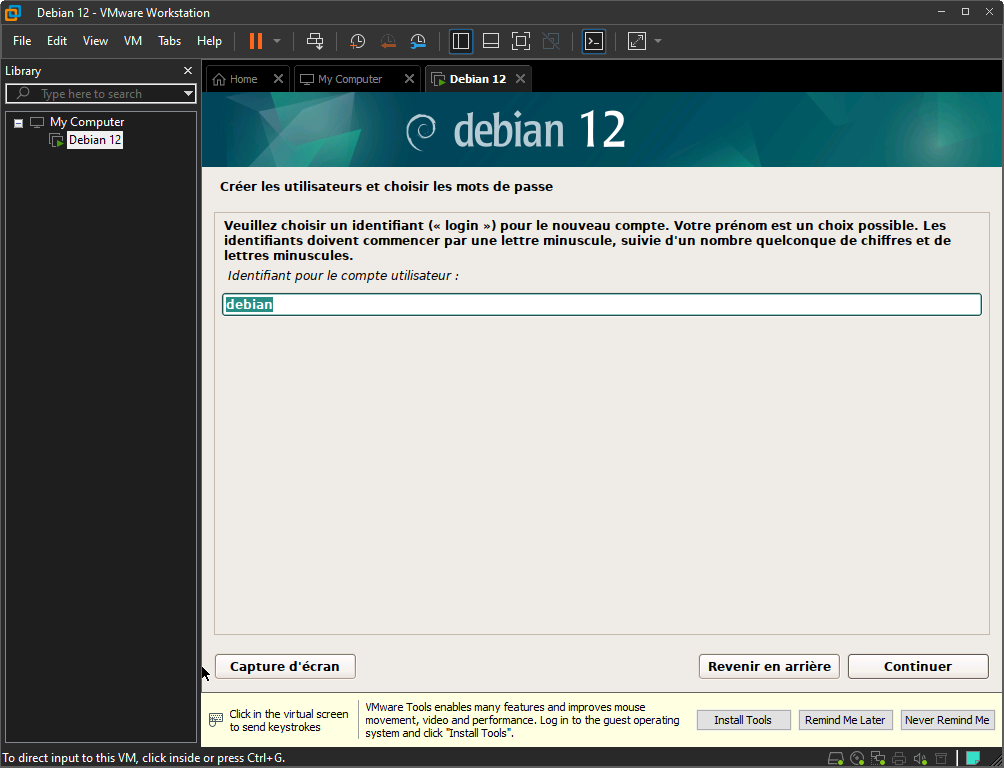 Debian 12 - VMware Workstation
File Edit View VM Tabs Help
Library
Type here to search
My Computer
Debian 12
Home
My Computer
Debian 12
debian 12
Créer les utilisateurs et choisir les mots de passe
Veuillez choisir un identifiant (« login ») pour le nouveau compte. Votre prénom est un choix possible. Les
identifiants doivent commencer par une lettre minuscule, suivie d'un nombre quelconque de chiffres et de
lettres minuscules.
Identifiant pour le compte utilisateur :
debian
Capture d'écran
Revenir en arrière
Continuer
Click in the virtual screen
to send keystrokes
VMware Tools enables many features and improves mouse
movement, video and performance. Log in to the guest operating
system and click "Install Tools".
Install Tools
Remind Me Later
Never Remind Me
To direct input to this VM, click inside or press Ctrl+G.